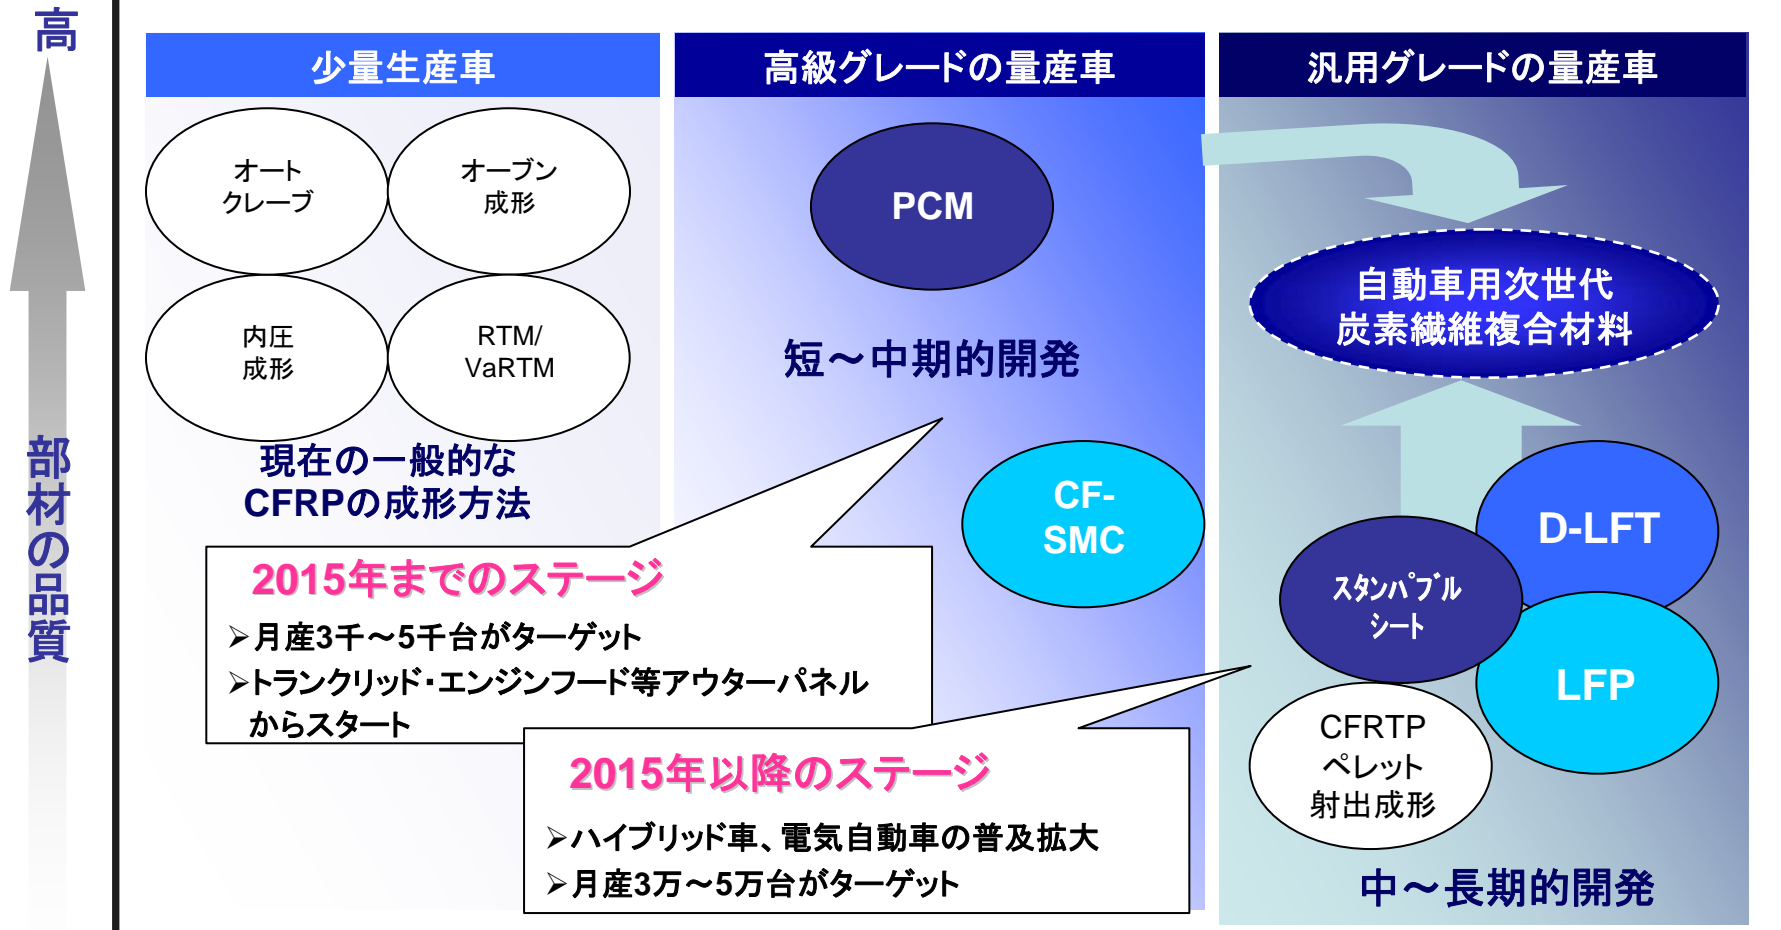 高
部材の品質
少量生産車
オート
クレーブ
オーブン
成形
内圧
成形
RTM/
VaRTM
現在の一般的な
CFRPの成形方法
高級グレードの量産車
PCM
短～中期的開発
CF-
SMC
2015年までのステージ
➢月産3千～5千台がターゲット
➢トランクリッド・エンジンフード等アウターパネル
からスタート
2015年以降のステージ
➢ハイブリッド車、電気自動車の普及拡大
➢月産3万～5万台がターゲット
汎用グレードの量産車
自動車用次世代
炭素繊維複合材料
D-LFT
スタンパブル
シート
LFP
CFRTP
ペレット
射出成形
中～長期的開発